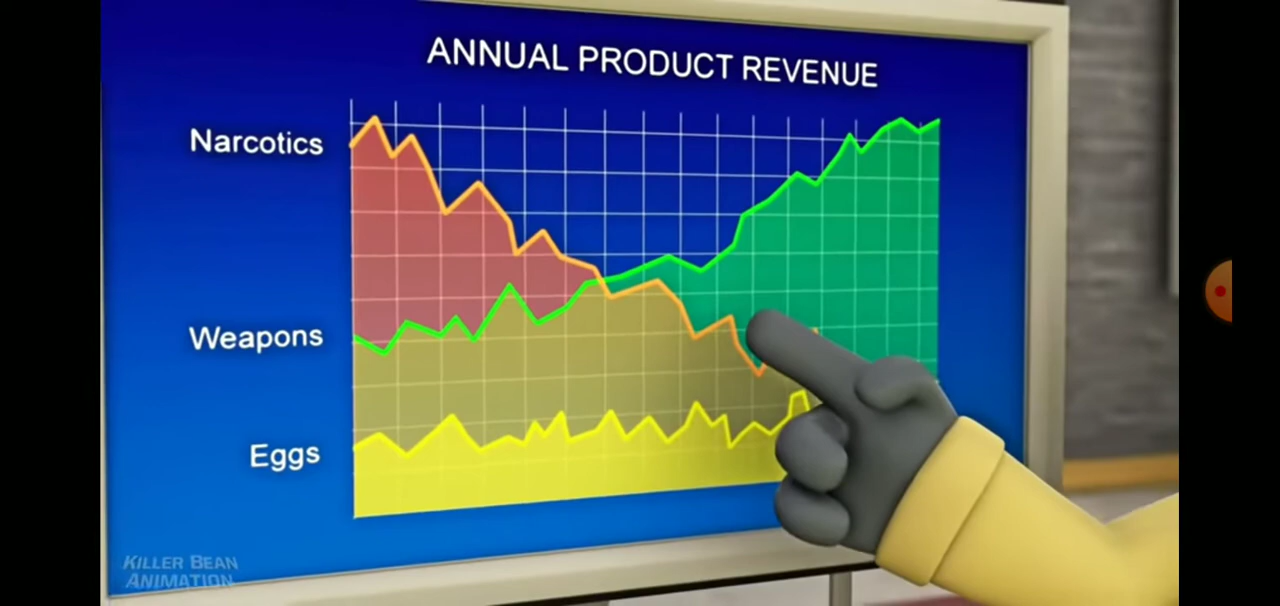 ANNUAL PRODUCT REVENUE
Narcotics
Weapons
Eggs
KILLER BEAN
ANIMATION